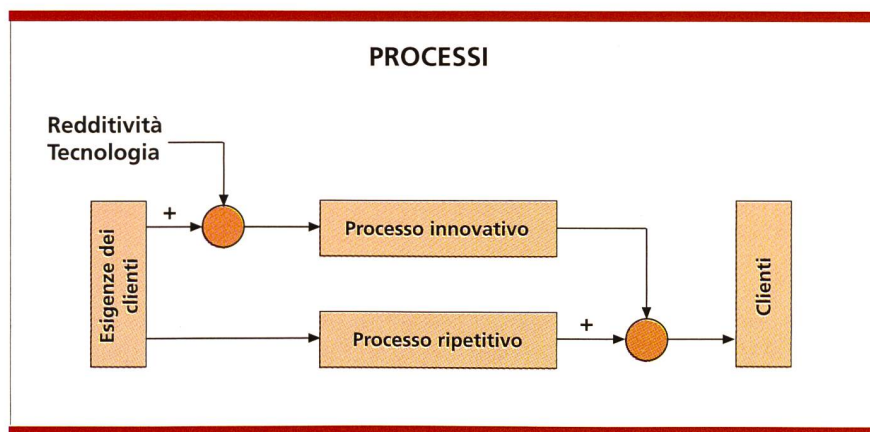 PROCESSI
Redditività
Tecnologia
+
Esigenze dei
clienti
Processo innovativo
Processo ripetitivo
+
Clienti